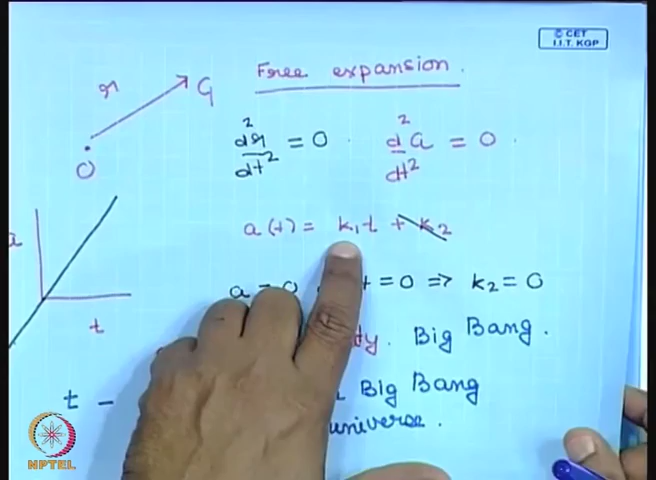 © CET
I.I.T. KGP
Free expansion.
r
G
O
d²r/dt² = 0
d²a/dt² = 0
a(t) = k₁t + k₂
a
t
a = 0 t = 0 ⇒ k₂ = 0
Big Bang.
t - Big Bang
universe.
NPTEL